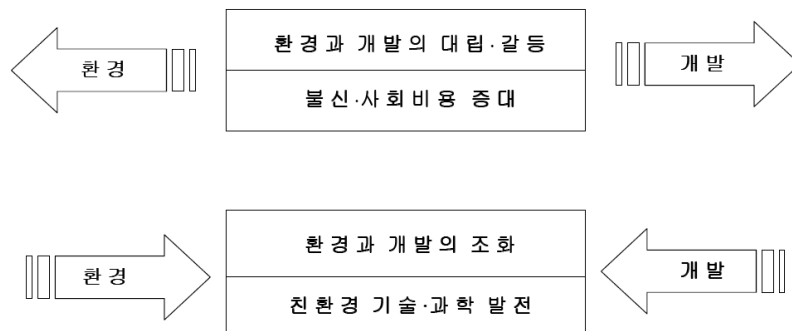 환경
환경과 개발의 대립·갈등
불신·사회비용 증대
개발
환경
환경과 개발의 조화
친환경 기술·과학 발전
개발